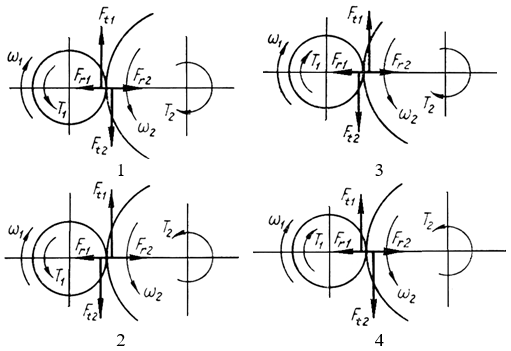 F_t1
ω_1
F_r1
F_r2
T_1
T_2
ω_2
F_t2
1
F_t1
ω_1
T_1
F_r1
F_r2
T_2
F_t2
ω_2
3
F_t1
T_2
ω_1
F_r1
F_r2
T_1
F_t2
ω_2
2
F_t1
T_2
ω_1
T_1
F_r1
F_r2
ω_2
F_t2
4